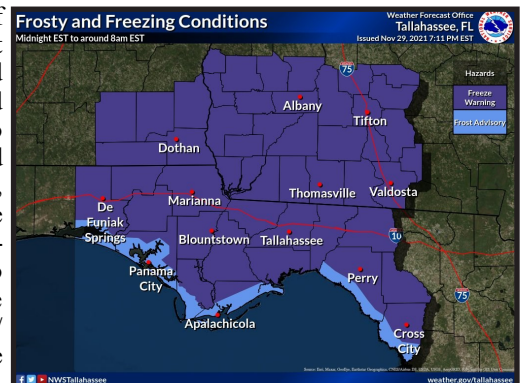 Frosty and Freezing Conditions
Midnight EST to around 8am EST
Weather Forecast Office
Tallahassee, FL
Issued Nov 29, 2021 7:11 PM EST
75
Hazards
Freeze
Warning
Frost Advisory
Albany
Tifton
Dothan
Marianna
Thomasville
Valdosta
De
Funiak
Springs
Blountstown
Tallahassee
10
Panama
City
Perry
75
Apalachicola
Cross
City
NWSTallahassee
weather.gov/tallahassee